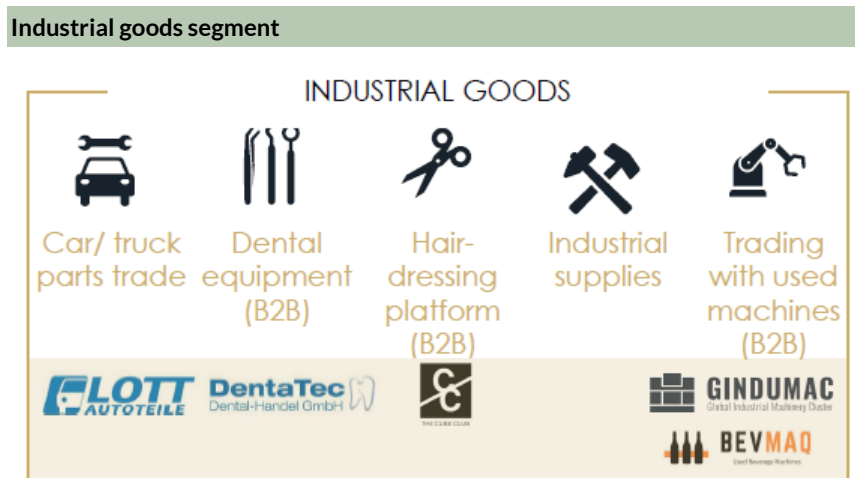 Industrial goods segment
INDUSTRIAL GOODS
Car/ truck
parts trade
Dental
equipment
(B2B)
Hair-
dressing
platform
(B2B)
Industrial
supplies
Trading
with used
machines
(B2B)
LOTT
AUTOTEILE
DentaTec
Dental-Handel GmbH
CC
THE CUBE CLUB
GINDUMAC
Global Industrial Machinery Cluster
BEVMAQ
Used Beverage Machines